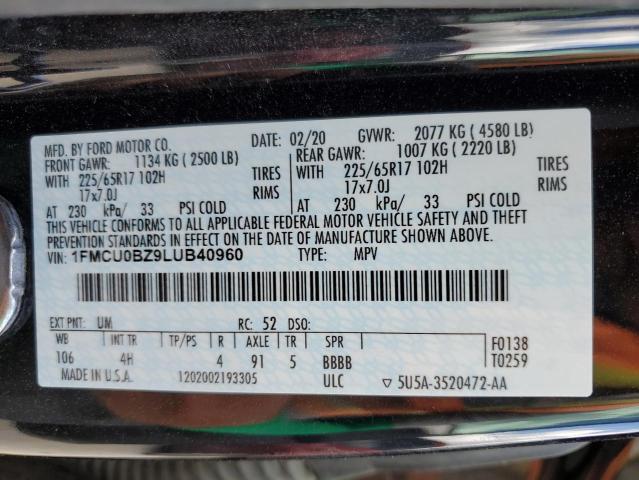 MFD. BY FORD MOTOR CO.
DATE: 02/20 GVWR: 2077 KG ( 4580 LB)
FRONT GAWR: 1134 KG ( 2500 LB)
REAR GAWR: 1007 KG ( 2220 LB)
WITH 225/65R17 102H TIRES
WITH 225/65R17 102H TIRES
17x7.0J RIMS
17x7.0J RIMS
AT 230 kPa/ 33 PSI COLD
AT 230 kPa/ 33 PSI COLD
THIS VEHICLE CONFORMS TO ALL APPLICABLE FEDERAL MOTOR VEHICLE SAFETY AND THEFT
PREVENTION STANDARDS IN EFFECT ON THE DATE OF MANUFACTURE SHOWN ABOVE.
VIN: 1FMCU0BZ9LUB40960 TYPE: MPV
EXT PNT: UM RC: 52 DSO:
WB INT TR TP/PS R AXLE TR SPR F0138
106 4H 4 91 5 BBBB T0259
MADE IN U.S.A. 1202002193305 ULC ▽ 5U5A-3520472-AA